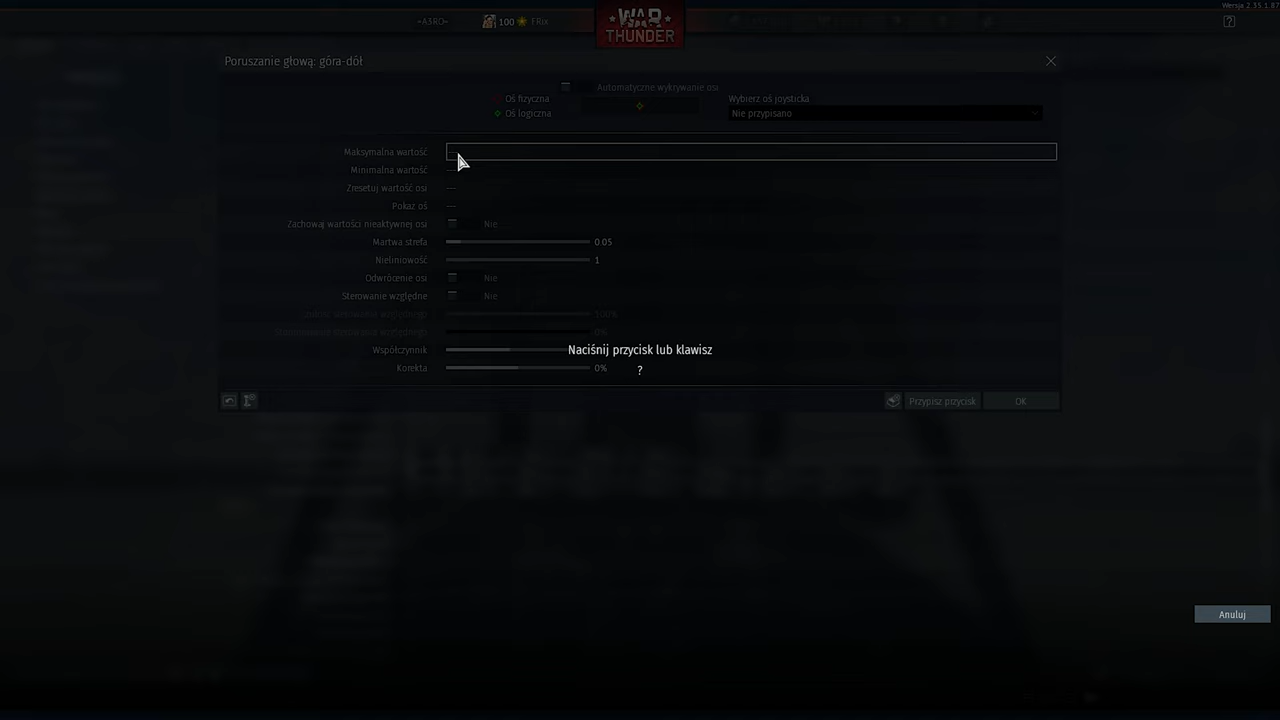 Wersja 2.35.1.87
-A3RO-
100
FRix
WAR
THUNDER
Poruszanie głową: góra-dół
Automatyczne wykrywanie osi
Oś fizyczna
Oś logiczna
Wybierz oś joysticka
Nie przypisano
Maksymalna wartość
Minimalna wartość
Zresetuj wartość osi ---
Pokaż oś ---
Zachowaj wartości nieaktywnej osi Nie
Martwa strefa 0.05
Nieliniowość 1
Odwrócenie osi Nie
Sterowanie względne Nie
100%
0%
Współczynnik
Naciśnij przycisk lub klawisz
?
Korekta 0%
Przypisz przycisk
OK
Anuluj